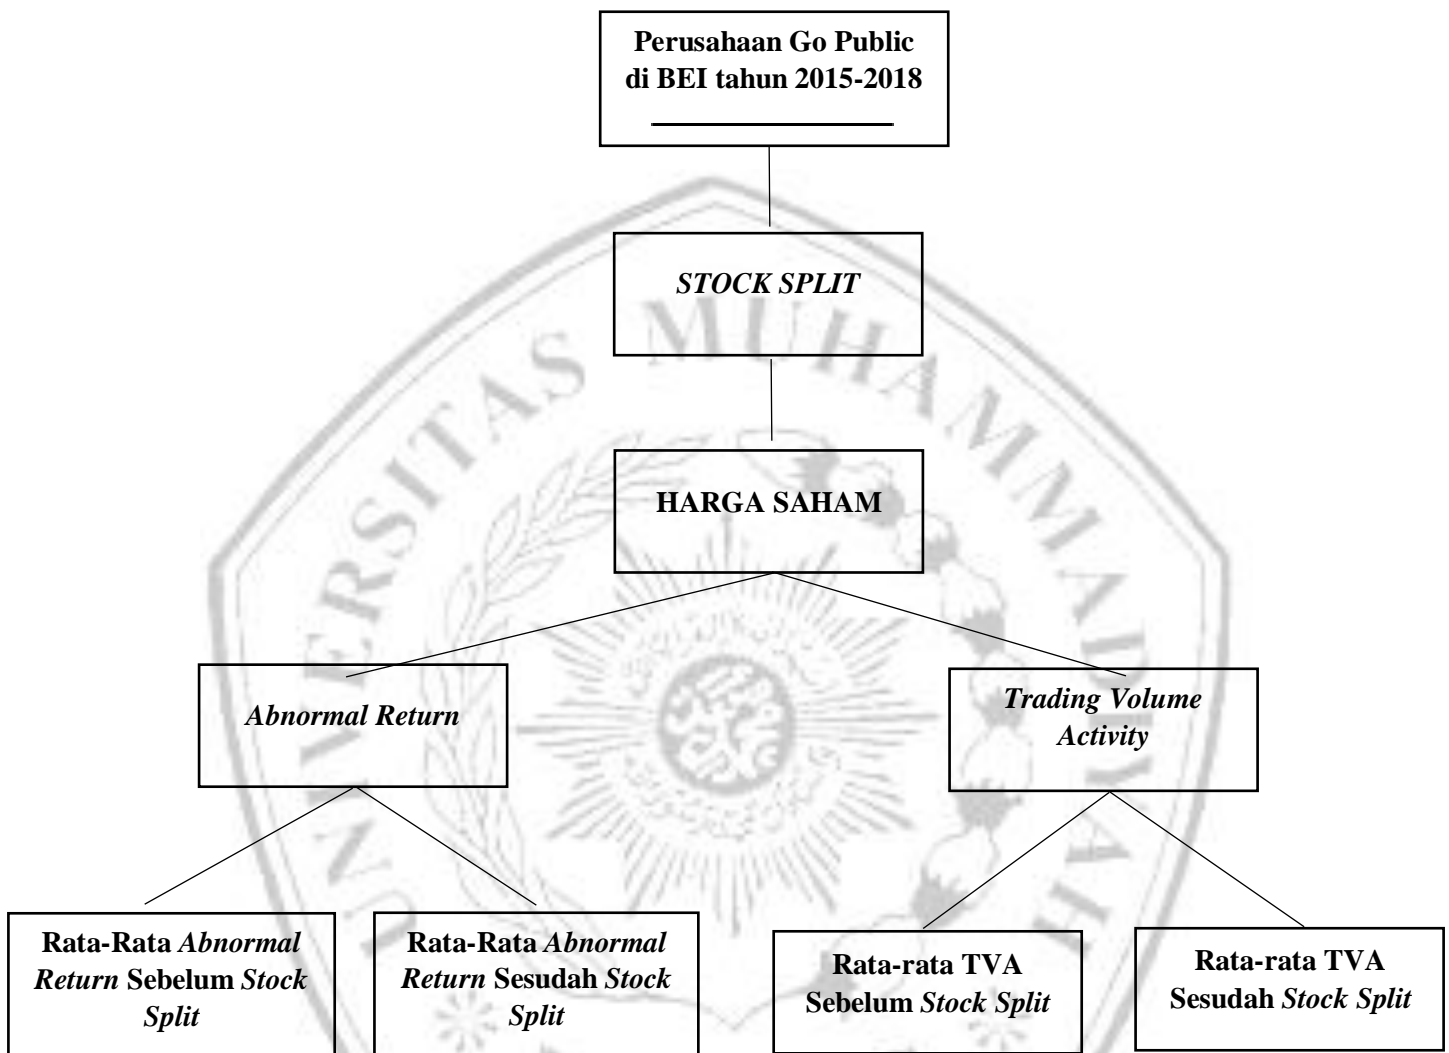 Perusahaan Go Public
di BEI tahun 2015-2018
STOCK SPLIT
UNIVERSITAS MUHAMMADIYAH
HARGA SAHAM
Abnormal Return
Trading Volume
Activity
Rata-Rata Abnormal
Return Sebelum Stock
Split
Rata-Rata Abnormal
Return Sesudah Stock
Split
Rata-rata TVA
Sebelum Stock Split
Rata-rata TVA
Sesudah Stock Split